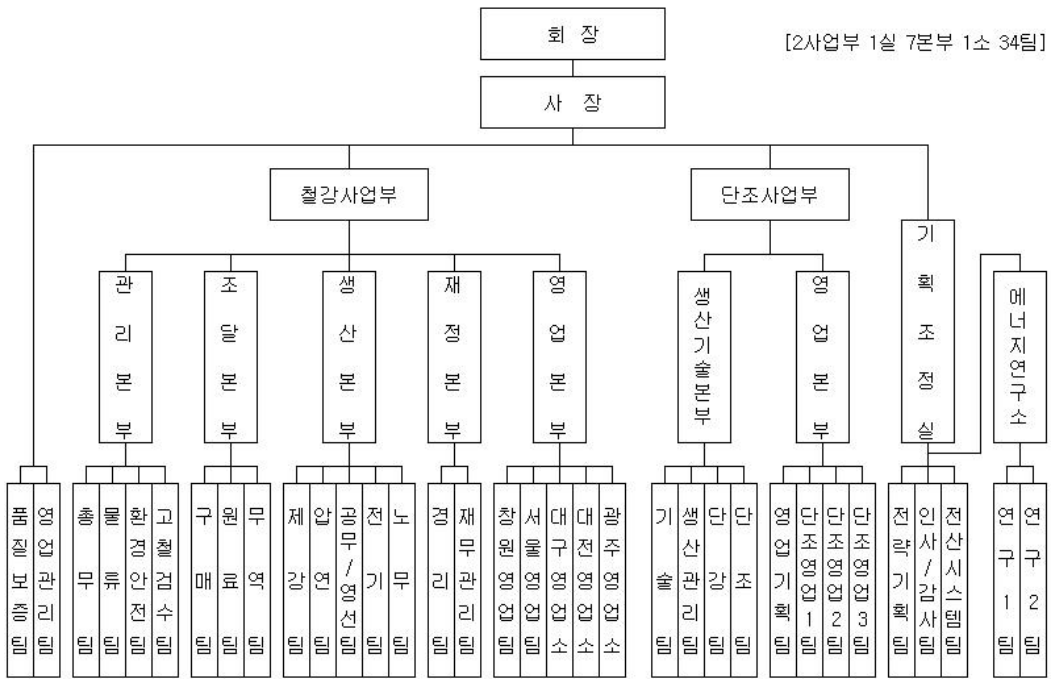 회 장
[2사업부 1실 7본부 1소 34팀]
사 장
철강사업부
단조사업부
기획조정실
관리본부
조달본부
생산본부
재정본부
영업본부
생산기술본부
영업본부
에너지연구소
품질보증팀
영업관리팀
총무팀
물류팀
환경안전팀
고철검수팀
구매팀
원료팀
무역팀
제강팀
압연팀
공무/영선팀
전기팀
노무팀
경리팀
재무관리팀
창원영업팀
서울영업팀
대구영업소
대전영업소
광주영업소
기술팀
생산관리팀
단강팀
단조팀
영업기획팀
단조영업1팀
단조영업2팀
단조영업3팀
전략기획팀
인사/감사팀
전산시스템팀
연구1팀
연구2팀